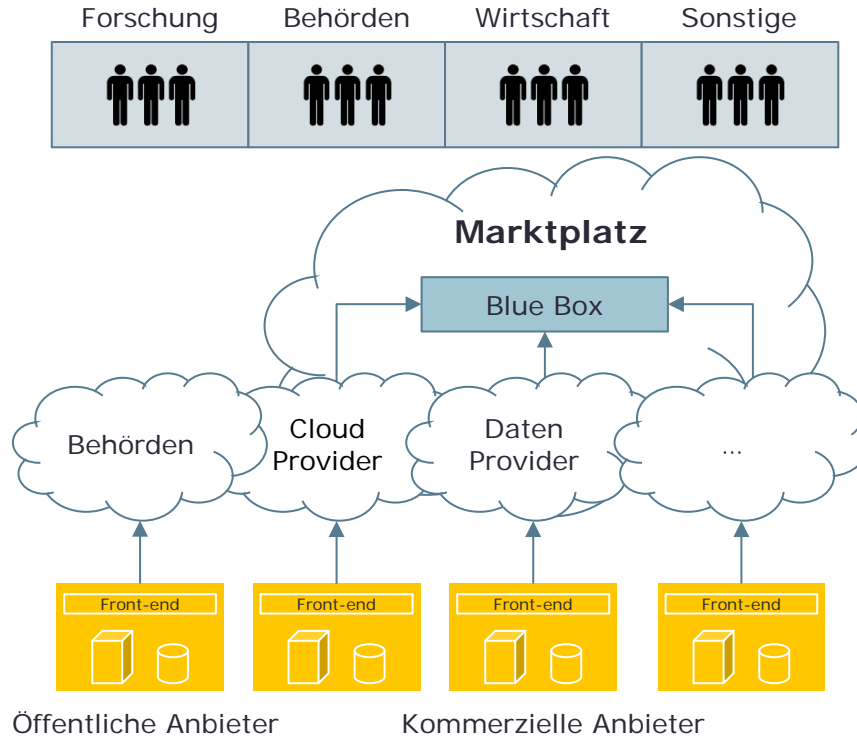 Forschung Behörden Wirtschaft Sonstige
Marktplatz
Blue Box
Behörden
Cloud
Provider
Daten
Provider
...
Front-end Front-end Front-end Front-end
Öffentliche Anbieter Kommerzielle Anbieter